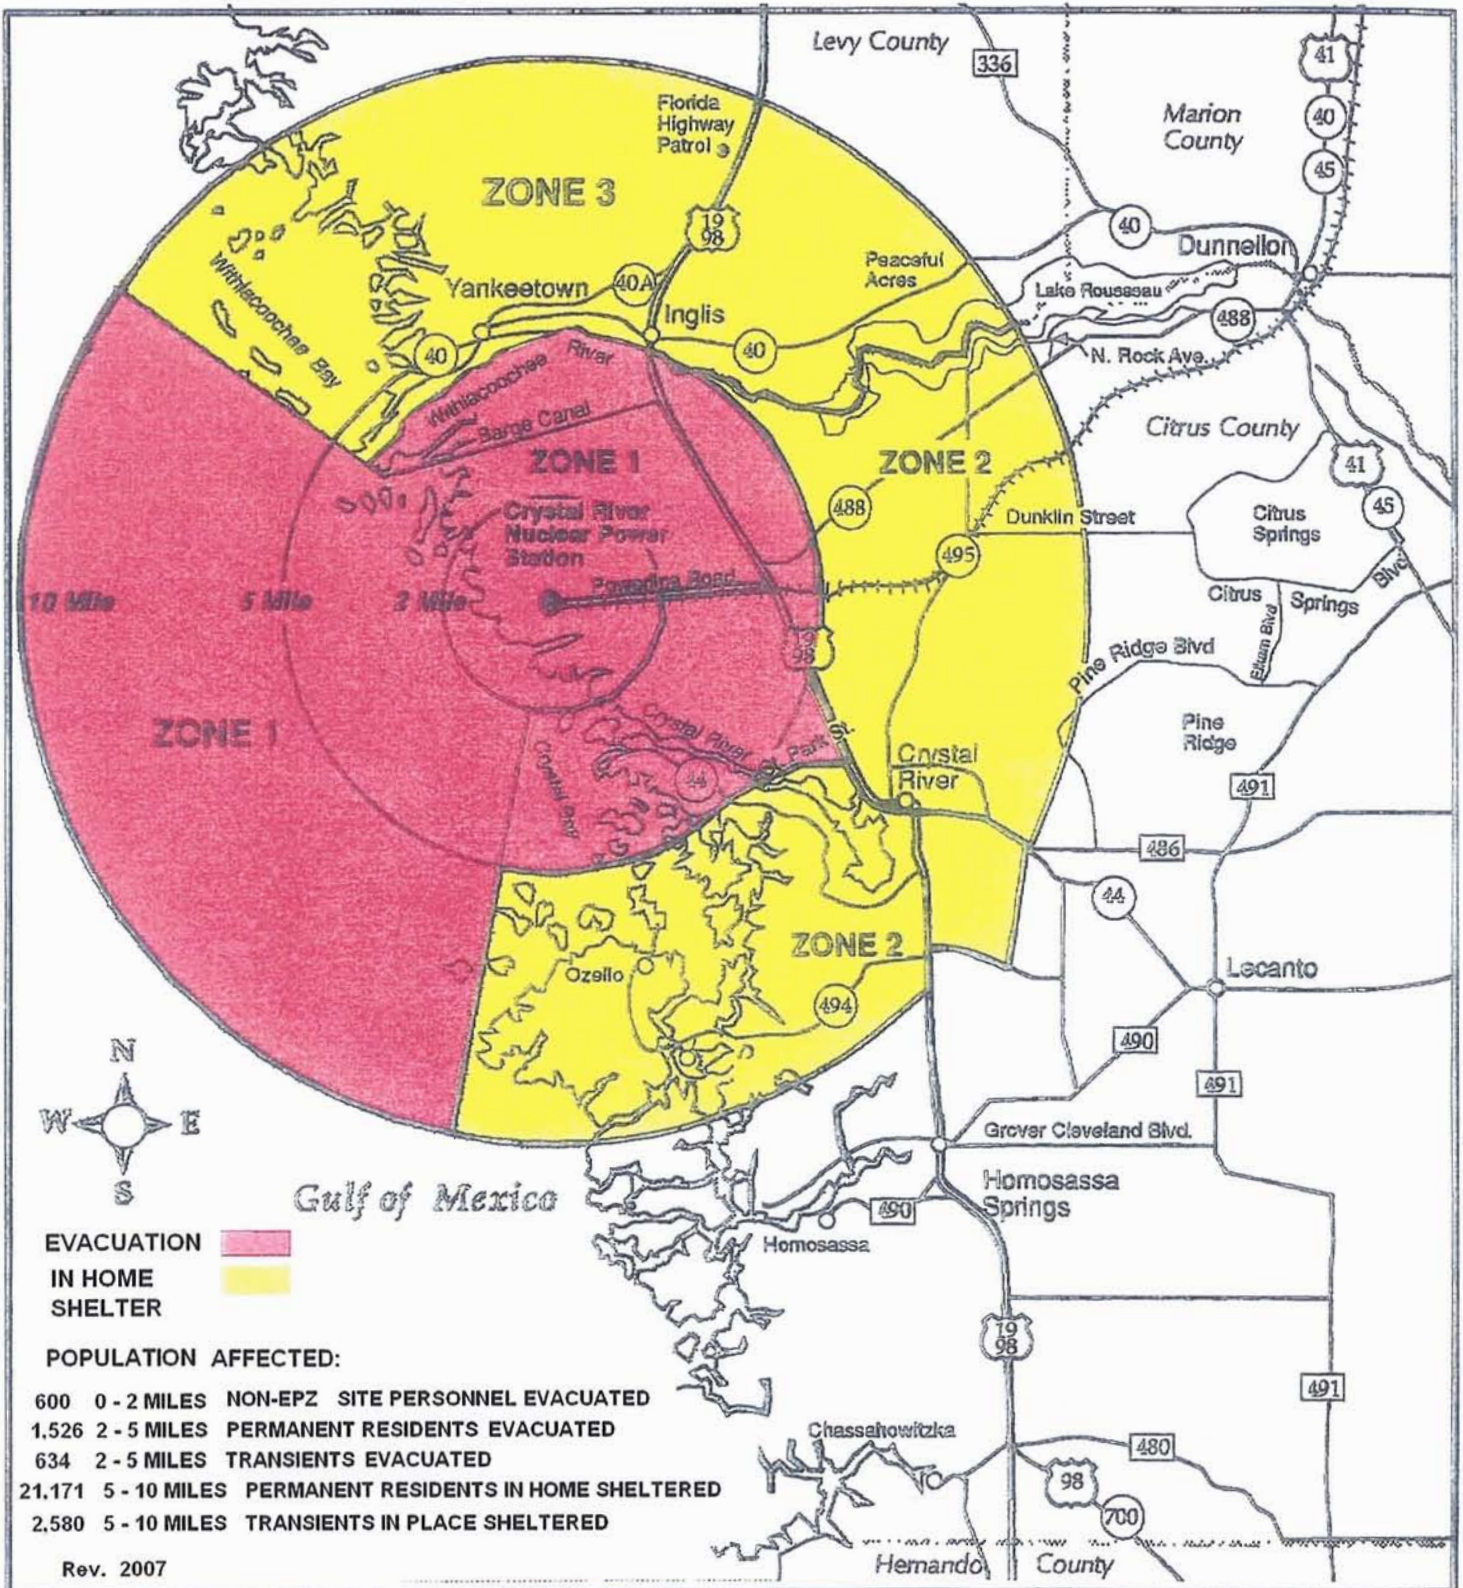 Levy County
336
41
Marion
County
40
45
Florida
Highway
Patrol
ZONE 3
19
98
40
Dunnellon
Peaceful
Acres
Withlacoochee Bay
Yankeetown
40A
Lake Rousseau
Inglis
488
40
40
N. Rock Ave.
Withlacoochee River
Barge Canal
Citrus County
ZONE 1
ZONE 2
41
Crystal River
Nuclear Power
Station
488
45
Dunklin Street
Citrus
Springs
495
Powerline Road
10 Mile
5 Mile
2 Mile
Citrus Springs Blvd
Elkam Blvd
19
98
Pine Ridge Blvd
ZONE 1
Crystal River
Park St.
Pine
Ridge
Crystal
River
44
Crystal Bay
491
486
44
ZONE 2
Ozello
Lecanto
494
490
491
N
W E
S
Grover Cleveland Blvd.
Gulf of Mexico
Homosassa
Springs
490
Homosassa
EVACUATION
IN HOME
SHELTER
19
98
POPULATION AFFECTED:
600 0 - 2 MILES NON-EPZ SITE PERSONNEL EVACUATED
1,526 2 - 5 MILES PERMANENT RESIDENTS EVACUATED
634 2 - 5 MILES TRANSIENTS EVACUATED
21,171 5 - 10 MILES PERMANENT RESIDENTS IN HOME SHELTERED
2,580 5 - 10 MILES TRANSIENTS IN PLACE SHELTERED
491
Chassahowitzka
480
98
700
Rev. 2007
Hernando County